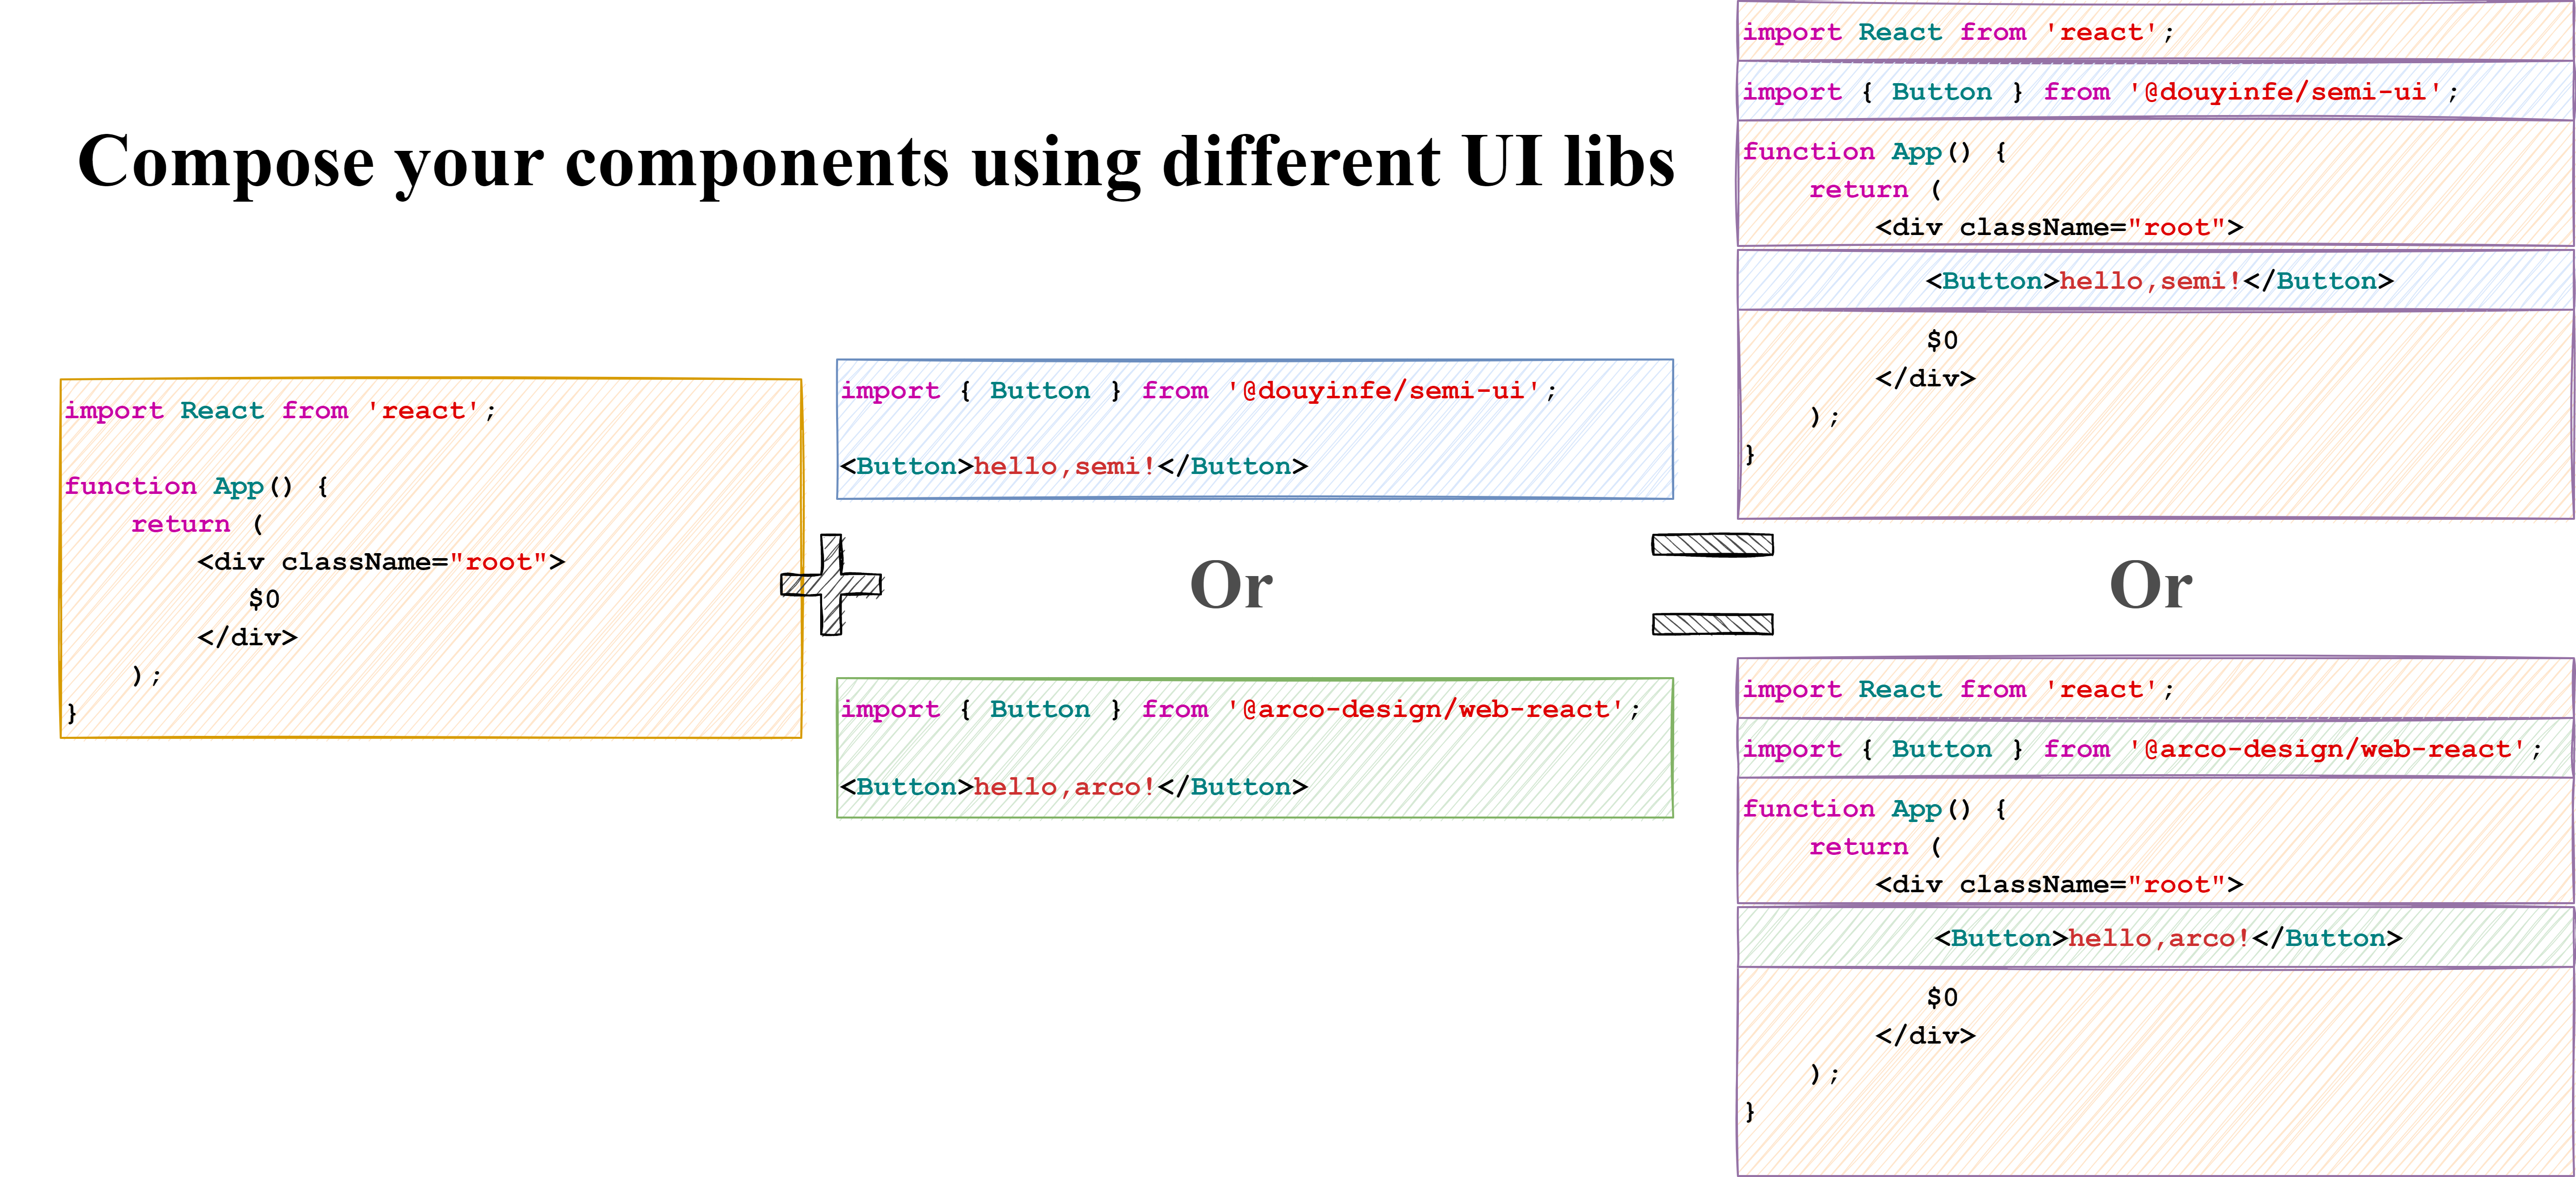 Compose your components using different UI libs
import React from 'react';
function App() {
    return (
        <div className="root">
           $0
        </div>
    );
}
import { Button } from '@douyinfe/semi-ui';
<Button>hello,semi!</Button>
Or
import { Button } from '@arco-design/web-react';
<Button>hello,arco!</Button>
import React from 'react';
import { Button } from '@douyinfe/semi-ui';
function App() {
    return (
        <div className="root">
           <Button>hello,semi!</Button>
           $0
        </div>
    );
}
Or
import React from 'react';
import { Button } from '@arco-design/web-react';
function App() {
    return (
        <div className="root">
           <Button>hello,arco!</Button>
           $0
        </div>
    );
}